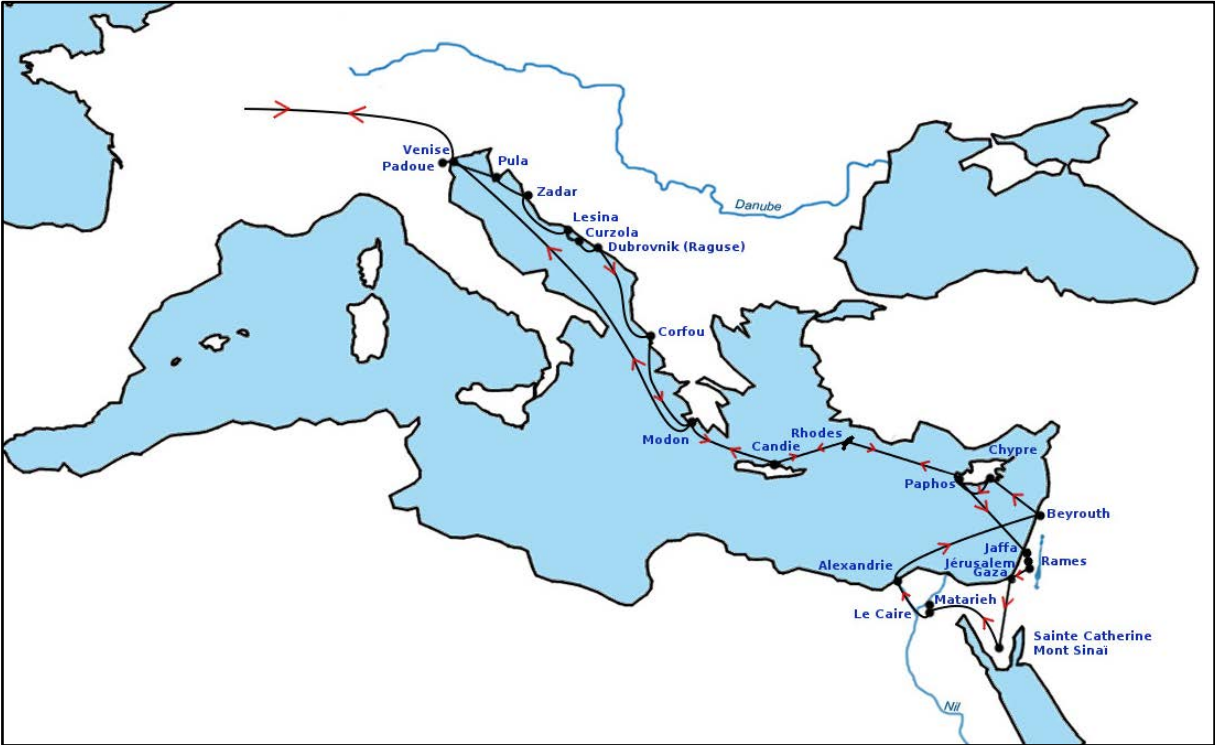 Venise
Padoue
Pula
Zadar
Lesina
Curzola
Dubrovnik (Raguse)
Danube
Corfou
Modon
Candie
Rhodes
Chypre
Paphos
Beyrouth
Jaffa
Jérusalem
Rames
Gaza
Alexandrie
Matarieh
Le Caire
Sainte Catherine
Mont Sinaï
Nil